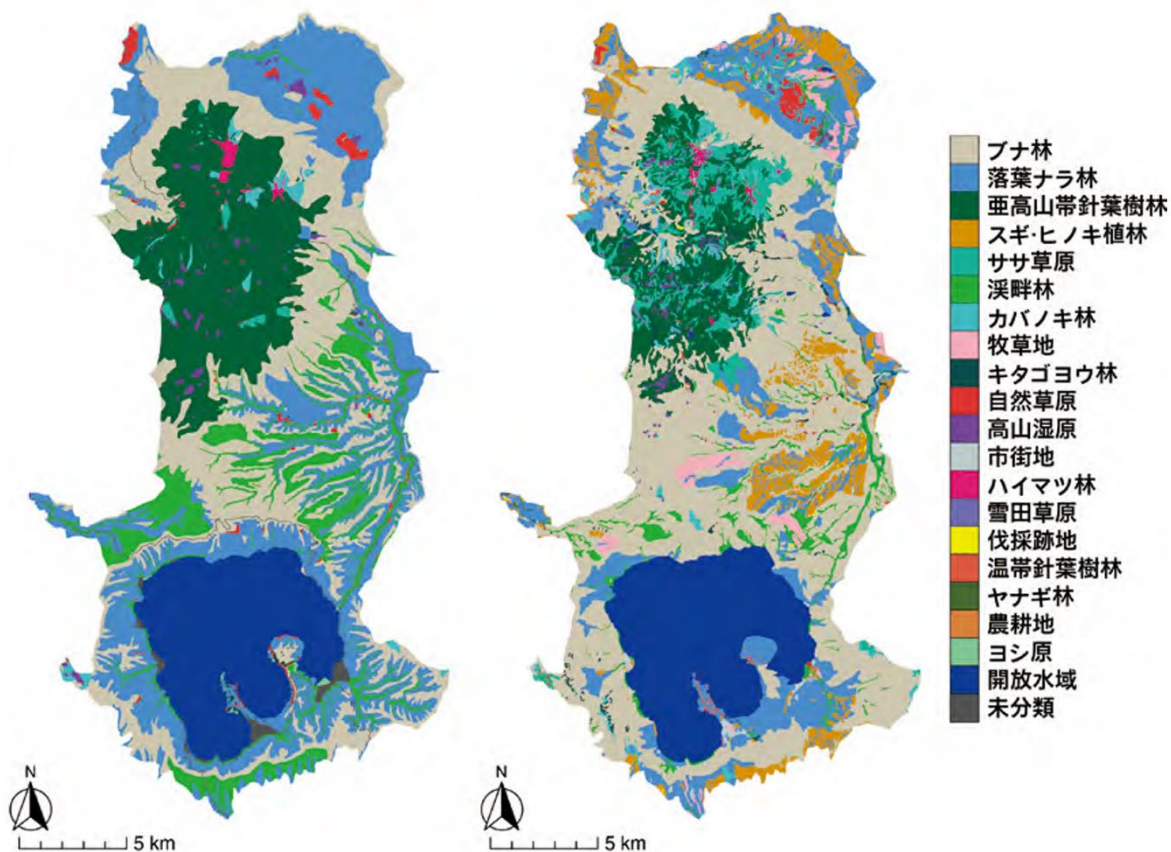 ブナ林
落葉ナラ林
亜高山帯針葉樹林
スギ･ヒノキ植林
ササ草原
渓畔林
カバノキ林
牧草地
キタゴヨウ林
自然草原
高山湿原
市街地
ハイマツ林
雪田草原
伐採跡地
温帯針葉樹林
ヤナギ林
農耕地
ヨシ原
開放水域
未分類
N
5 km
N
5 km